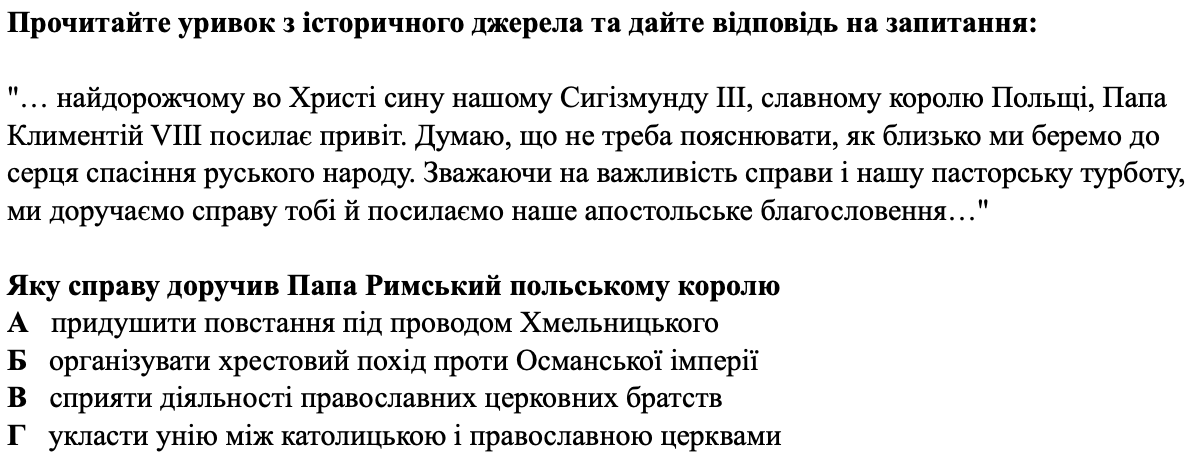 Прочитайте уривок з історичного джерела та дайте відповідь на запитання:
"… найдорожчому во Христі сину нашому Сигізмунду ІІІ, славному королю Польщі, Папа
Климентій VIII посилає привіт. Думаю, що не треба пояснювати, як близько ми беремо до
серця спасіння руського народу. Зважаючи на важливість справи і нашу пасторську турботу,
ми доручаємо справу тобі й посилаємо наше апостольське благословення…"
Яку справу доручив Папа Римський польському королю
А придушити повстання під проводом Хмельницького
Б організувати хрестовий похід проти Османської імперії
В сприяти діяльності православних церковних братств
Г укласти унію між католицькою і православною церквами